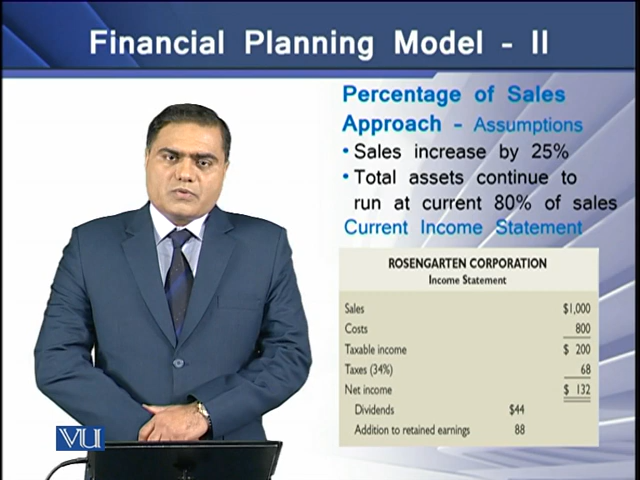 Financial Planning Model - II
Percentage of Sales
Approach – Assumptions
• Sales increase by 25%
• Total assets continue to
run at current 80% of sales
Current Income Statement
ROSENGARTEN CORPORATION
Income Statement
Sales $1,000
Costs 800
Taxable income $ 200
Taxes (34%) 68
Net income $ 132
Dividends $44
Addition to retained earnings 88
VU